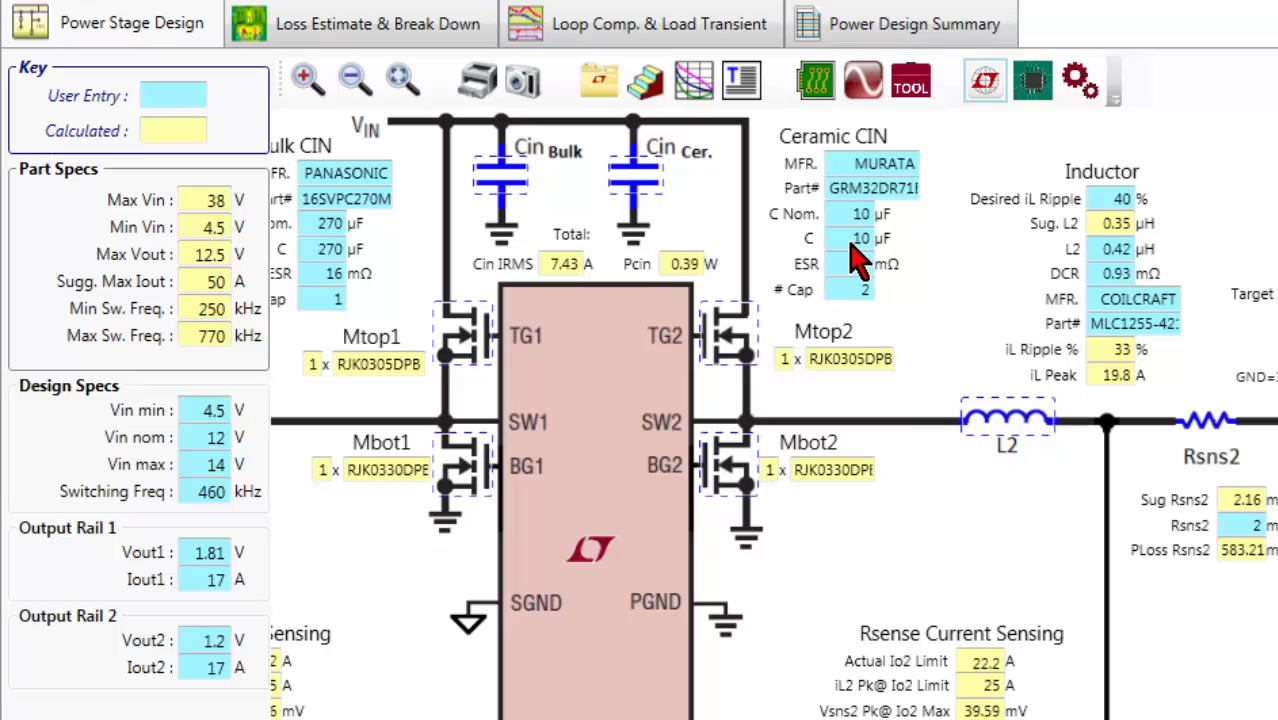 Power Stage Design
Loss Estimate & Break Down
Loop Comp. & Load Transient
Power Design Summary
TOOL
Key
User Entry :
Calculated :
Part Specs
Max Vin : 38 V
Min Vin : 4.5 V
Max Vout : 12.5 V
Sugg. Max Iout : 50 A
Min Sw. Freq. : 250 kHz
Max Sw. Freq. : 770 kHz
Design Specs
Vin min : 4.5 V
Vin nom : 12 V
Vin max : 14 V
Switching Freq : 460 kHz
Output Rail 1
Vout1 : 1.81 V
Iout1 : 17 A
Output Rail 2
Vout2 : 1.2 V
Iout2 : 17 A
VIN
ulk CIN
FR. PANASONIC
rt# 16SVPC270M
om. 270 µF
C 270 µF
ESR 16 mΩ
ap 1
Cin Bulk
Cin Cer.
Total:
Cin IRMS 7.43 A Pcin 0.39 W
Ceramic CIN
MFR. MURATA
Part# GRM32DR71
C Nom. 10 µF
C 10 µF
ESR mΩ
# Cap 2
Inductor
Desired iL Ripple 40 %
Sug. L2 0.35 µH
L2 0.42 µH
DCR 0.93 mΩ
MFR. COILCRAFT
Part# MLC1255-42
iL Ripple % 33 %
iL Peak 19.8 A
Target
GND=
Mtop1
1 x RJK0305DPB
Mtop2
1 x RJK0305DPB
TG1 TG2
SW1 SW2
Mbot1
1 x RJK0330DPB
Mbot2
1 x RJK0330DPB
BG1 BG2
SGND PGND
L2
Rsns2
Sug Rsns2 2.16 m
Rsns2 2 m
PLoss Rsns2 583.21 m
Sensing
2 A
5 A
6 mV
Rsense Current Sensing
Actual Io2 Limit 22.2 A
iL2 Pk@ Io2 Limit 25 A
Vsns2 Pk@ Io2 Max 39.59 mV